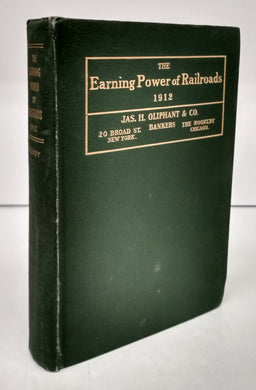 THE
EARNING
POWER
OF
RAILROADS
THE
Earning Power of Railroads
1912
JAS. H. OLIPHANT & CO.
20 BROAD ST. BANKERS THE ROOKERY
NEW YORK. CHICAGO.